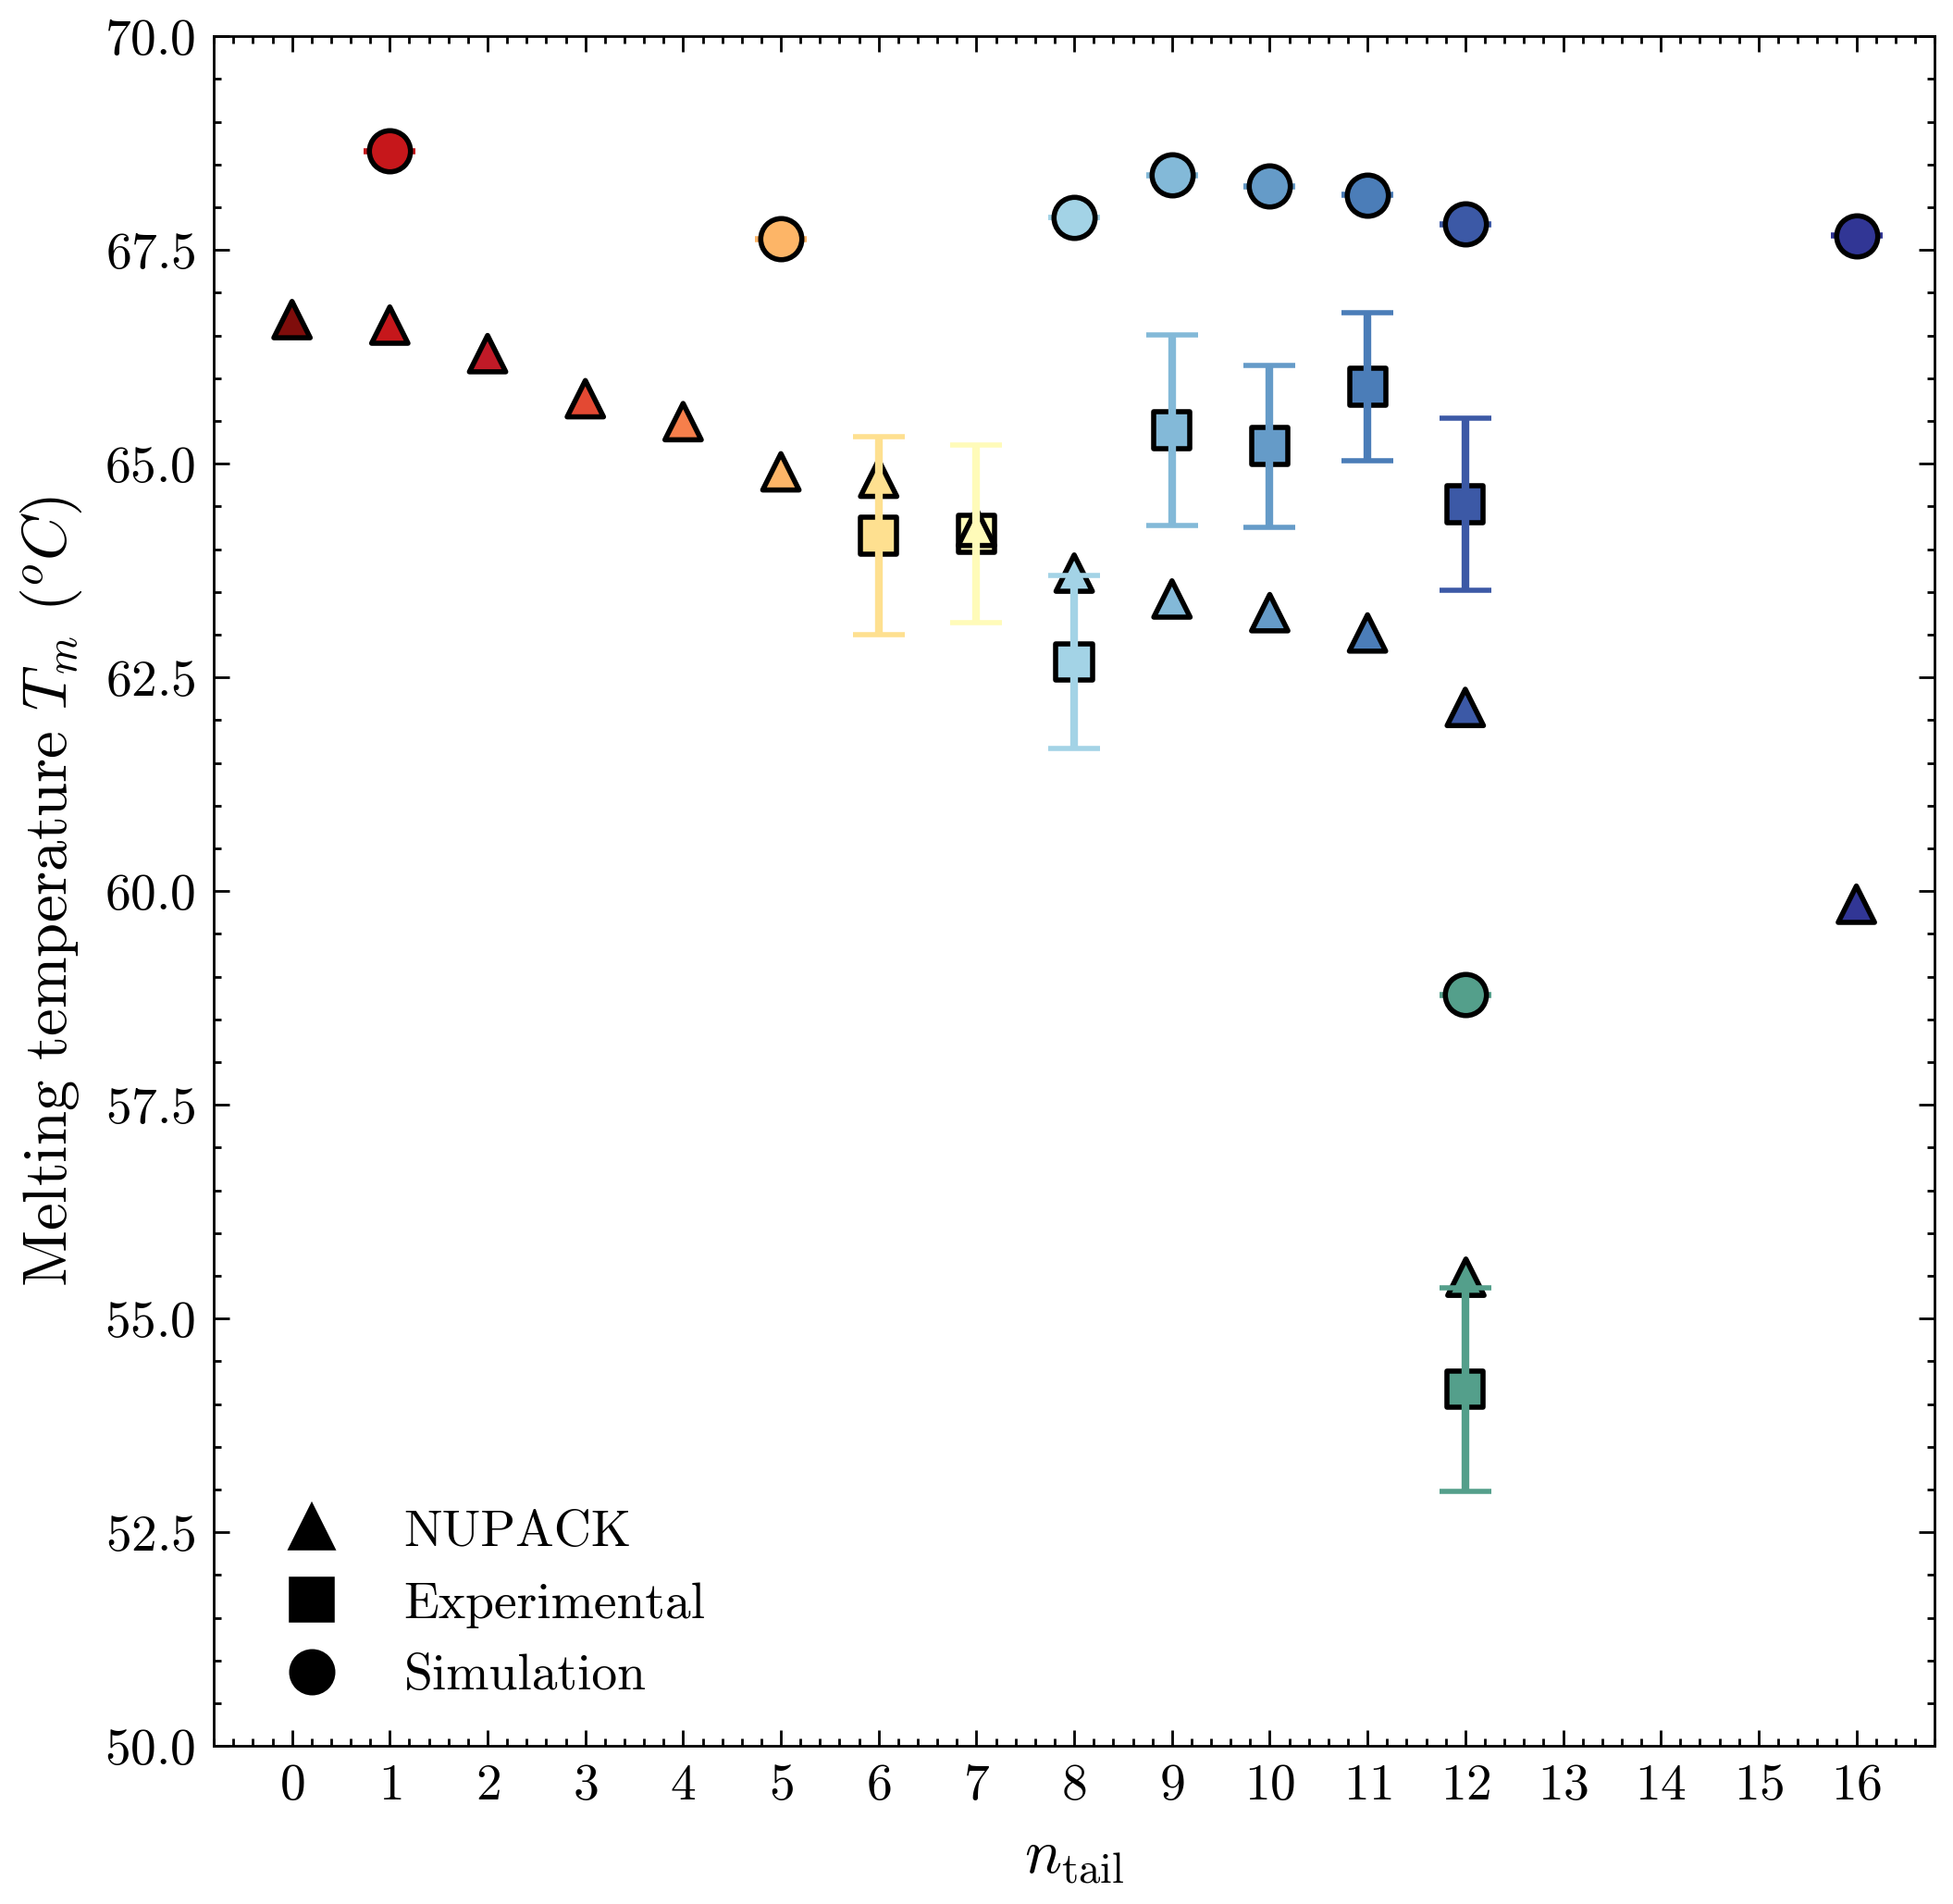 70.0
67.5
65.0
62.5
60.0
57.5
55.0
52.5
50.0
Melting temperature T_m (°C)
NUPACK
Experimental
Simulation
0 1 2 3 4 5 6 7 8 9 10 11 12 13 14 15 16
n_tail